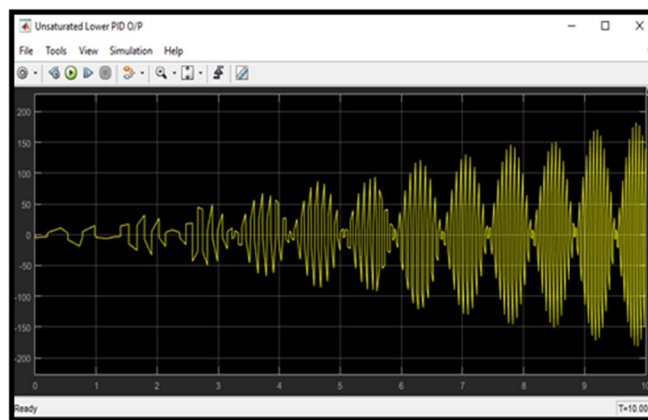 Unsaturated Lower PID O/P
File Tools View Simulation Help
200
150
100
50
0
-50
-100
-150
-200
0 1 2 3 4 5 6 7 8 9 10
Ready T=10.00